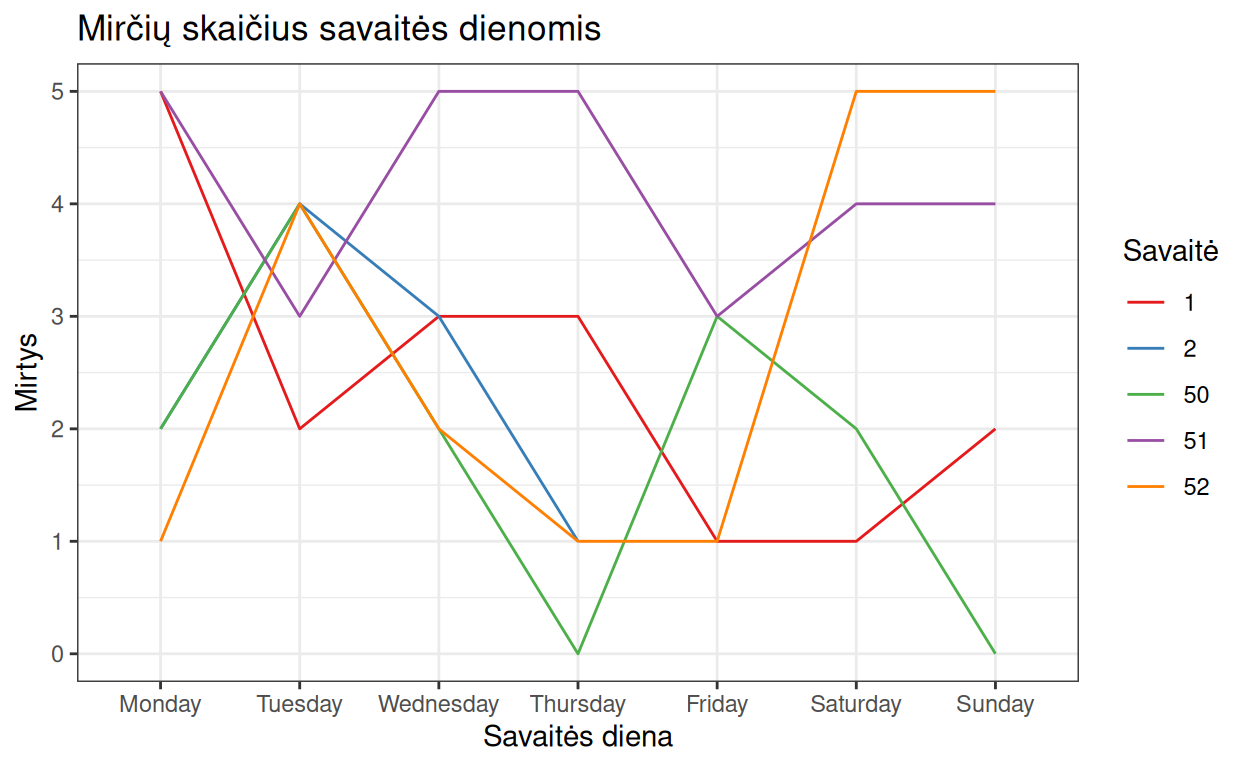 Mirčių skaičius savaitės dienomis
Mirtys
5
4
3
2
1
0
Monday Tuesday Wednesday Thursday Friday Saturday Sunday
Savaitės diena
Savaitė
1
2
50
51
52